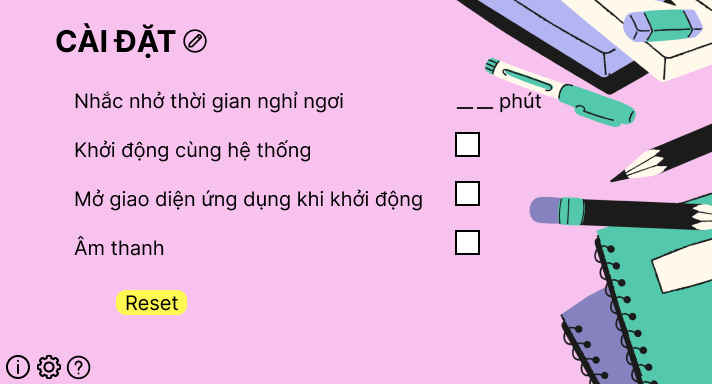 CÀI ĐẶT
Nhắc nhở thời gian nghỉ ngơi __ __ phút
Khởi động cùng hệ thống
Mở giao diện ứng dụng khi khởi động
Âm thanh
Reset